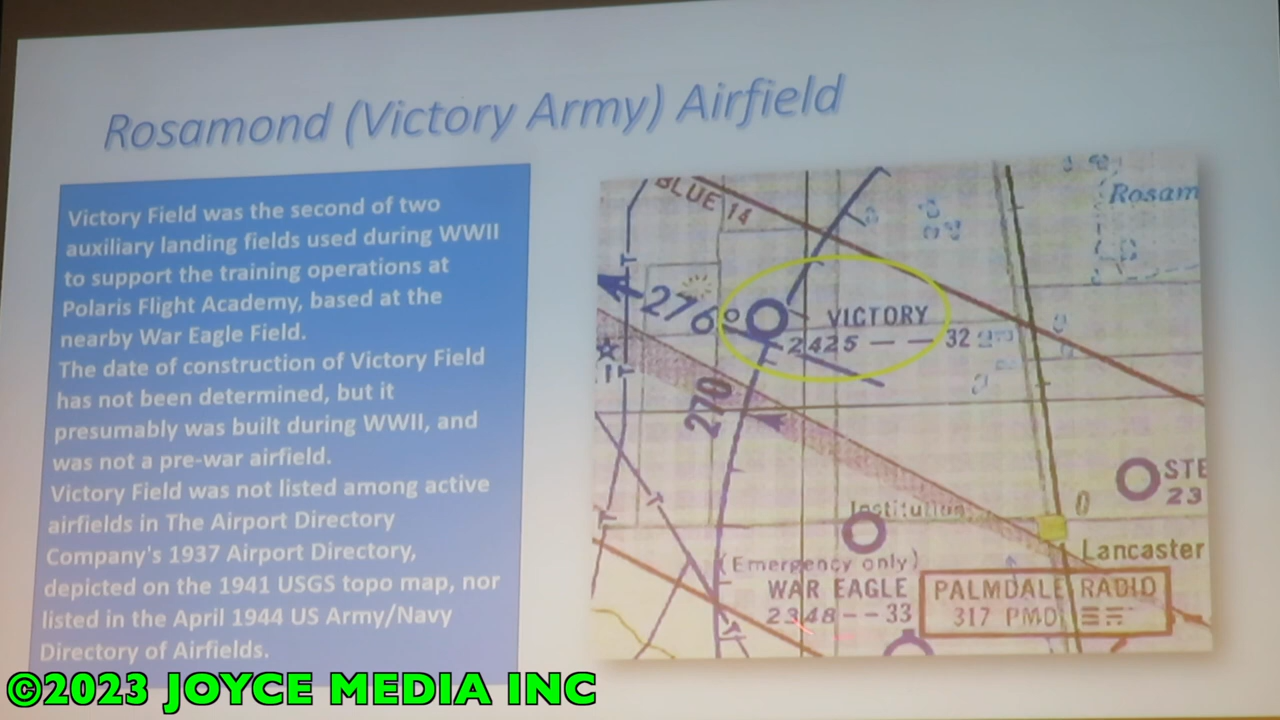 Rosamond (Victory Army) Airfield
Victory Field was the second of two
auxiliary landing fields used during WWII
to support the training operations at
Polaris Flight Academy, based at the
nearby War Eagle Field.
The date of construction of Victory Field
has not been determined, but it
presumably was built during WWII, and
was not a pre-war airfield.
Victory Field was not listed among active
airfields in The Airport Directory
Company's 1937 Airport Directory,
depicted on the 1941 USGS topo map, nor
listed in the April 1944 US Army/Navy
Directory of Airfields.
BLUE 14
Rosam
276°
VICTORY
2425 — — 32
270
STE
23
Institution
Lancaster
(Emergency only)
WAR EAGLE
2348 - - 33
PALMDALE RADIO
317 PMD
©2023 JOYCE MEDIA INC